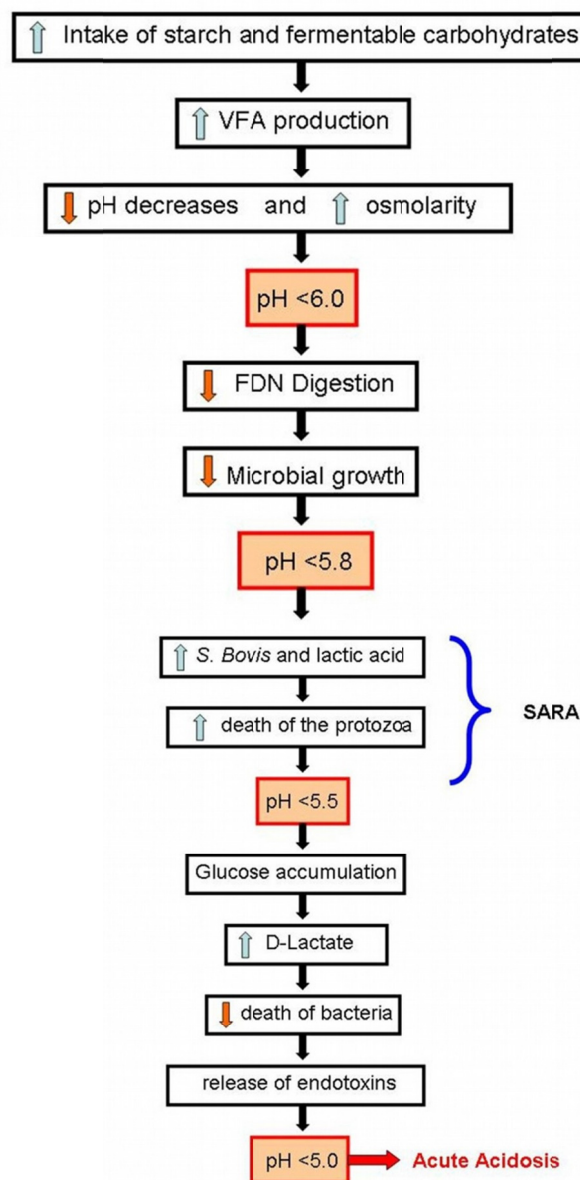 Intake of starch and fermentable carbohydrates
VFA production
pH decreases and osmolarity
pH <6.0
FDN Digestion
Microbial growth
pH <5.8
S. Bovis and lactic acid
death of the protozoa
SARA
pH <5.5
Glucose accumulation
D-Lactate
death of bacteria
release of endotoxins
pH <5.0
Acute Acidosis